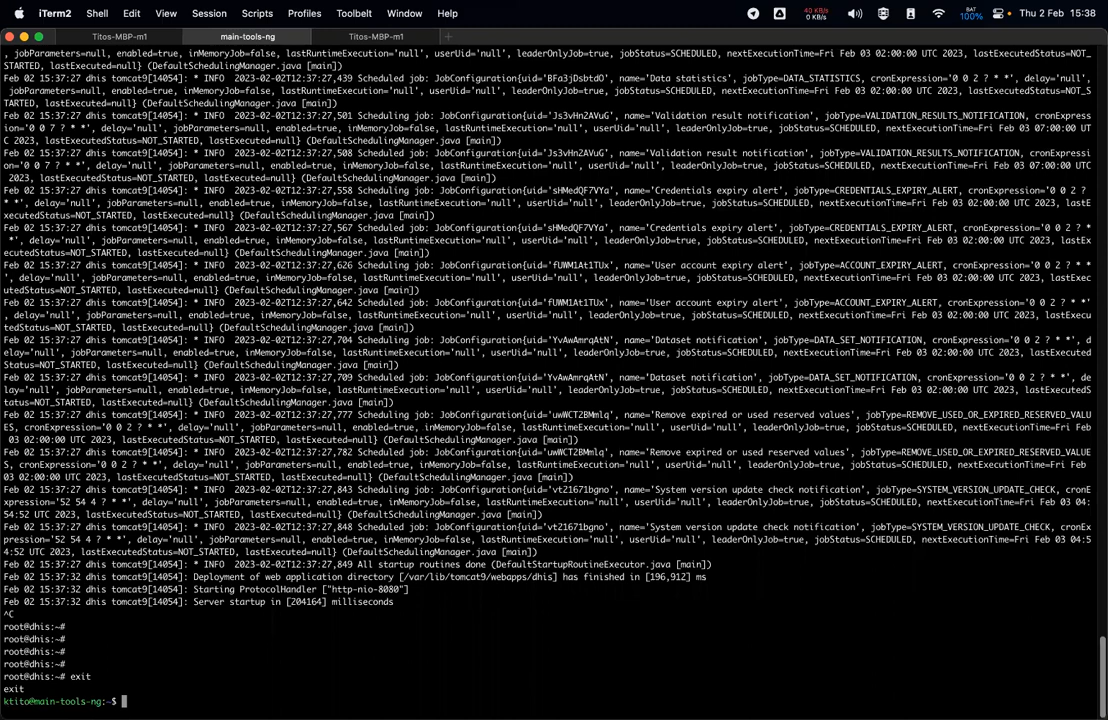 iTerm2 Shell Edit View Session Scripts Profiles Toolbelt Window Help 40 KB/s 0 KB/s BAT 100% Thu 2 Feb 15:38
Titos-MBP-m1 main-tools-ng Titos-MBP-m1 +
, jobParameters=null, enabled=true, inMemoryJob=false, lastRuntimeExecution='null', userUid='null', leaderOnlyJob=true, jobStatus=SCHEDULED, nextExecutionTime=Fri Feb 03 02:00:00 UTC 2023, lastExecutedStatus=NOT_
STARTED, lastExecuted=null} (DefaultSchedulingManager.java [main])
Feb 02 15:37:27 dhis tomcat9[14054]: * INFO  2023-02-02T12:37:27,439 Scheduled job: JobConfiguration{uid='BFa3jDsbtdO', name='Data statistics', jobType=DATA_STATISTICS, cronExpression='0 0 2 ? * *', delay='null',
 jobParameters=null, enabled=true, inMemoryJob=false, lastRuntimeExecution='null', userUid='null', leaderOnlyJob=true, jobStatus=SCHEDULED, nextExecutionTime=Fri Feb 03 02:00:00 UTC 2023, lastExecutedStatus=NOT_S
TARTED, lastExecuted=null} (DefaultSchedulingManager.java [main])
Feb 02 15:37:27 dhis tomcat9[14054]: * INFO  2023-02-02T12:37:27,501 Scheduling job: JobConfiguration{uid='Js3vHn2AVuG', name='Validation result notification', jobType=VALIDATION_RESULTS_NOTIFICATION, cronExpress
ion='0 0 7 ? * *', delay='null', jobParameters=null, enabled=true, inMemoryJob=false, lastRuntimeExecution='null', userUid='null', leaderOnlyJob=true, jobStatus=SCHEDULED, nextExecutionTime=Fri Feb 03 07:00:00 UT
C 2023, lastExecutedStatus=NOT_STARTED, lastExecuted=null} (DefaultSchedulingManager.java [main])
Feb 02 15:37:27 dhis tomcat9[14054]: * INFO  2023-02-02T12:37:27,508 Scheduled job: JobConfiguration{uid='Js3vHn2AVuG', name='Validation result notification', jobType=VALIDATION_RESULTS_NOTIFICATION, cronExpressi
on='0 0 7 ? * *', delay='null', jobParameters=null, enabled=true, inMemoryJob=false, lastRuntimeExecution='null', userUid='null', leaderOnlyJob=true, jobStatus=SCHEDULED, nextExecutionTime=Fri Feb 03 07:00:00 UTC
 2023, lastExecutedStatus=NOT_STARTED, lastExecuted=null} (DefaultSchedulingManager.java [main])
Feb 02 15:37:27 dhis tomcat9[14054]: * INFO  2023-02-02T12:37:27,558 Scheduling job: JobConfiguration{uid='sHMedQF7VYa', name='Credentials expiry alert', jobType=CREDENTIALS_EXPIRY_ALERT, cronExpression='0 0 2 ?
* *', delay='null', jobParameters=null, enabled=true, inMemoryJob=false, lastRuntimeExecution='null', userUid='null', leaderOnlyJob=true, jobStatus=SCHEDULED, nextExecutionTime=Fri Feb 03 02:00:00 UTC 2023, lastE
xecutedStatus=NOT_STARTED, lastExecuted=null} (DefaultSchedulingManager.java [main])
Feb 02 15:37:27 dhis tomcat9[14054]: * INFO  2023-02-02T12:37:27,567 Scheduled job: JobConfiguration{uid='sHMedQF7VYa', name='Credentials expiry alert', jobType=CREDENTIALS_EXPIRY_ALERT, cronExpression='0 0 2 ? *
 *', delay='null', jobParameters=null, enabled=true, inMemoryJob=false, lastRuntimeExecution='null', userUid='null', leaderOnlyJob=true, jobStatus=SCHEDULED, nextExecutionTime=Fri Feb 03 02:00:00 UTC 2023, lastEx
ecutedStatus=NOT_STARTED, lastExecuted=null} (DefaultSchedulingManager.java [main])
Feb 02 15:37:27 dhis tomcat9[14054]: * INFO  2023-02-02T12:37:27,626 Scheduling job: JobConfiguration{uid='fUWM1At1TUx', name='User account expiry alert', jobType=ACCOUNT_EXPIRY_ALERT, cronExpression='0 0 2 ? * *
', delay='null', jobParameters=null, enabled=true, inMemoryJob=false, lastRuntimeExecution='null', userUid='null', leaderOnlyJob=true, jobStatus=SCHEDULED, nextExecutionTime=Fri Feb 03 02:00:00 UTC 2023, lastExec
utedStatus=NOT_STARTED, lastExecuted=null} (DefaultSchedulingManager.java [main])
Feb 02 15:37:27 dhis tomcat9[14054]: * INFO  2023-02-02T12:37:27,642 Scheduled job: JobConfiguration{uid='fUWM1At1TUx', name='User account expiry alert', jobType=ACCOUNT_EXPIRY_ALERT, cronExpression='0 0 2 ? * *'
, delay='null', jobParameters=null, enabled=true, inMemoryJob=false, lastRuntimeExecution='null', userUid='null', leaderOnlyJob=true, jobStatus=SCHEDULED, nextExecutionTime=Fri Feb 03 02:00:00 UTC 2023, lastExecu
tedStatus=NOT_STARTED, lastExecuted=null} (DefaultSchedulingManager.java [main])
Feb 02 15:37:27 dhis tomcat9[14054]: * INFO  2023-02-02T12:37:27,704 Scheduling job: JobConfiguration{uid='YvAwAmrqAtN', name='Dataset notification', jobType=DATA_SET_NOTIFICATION, cronExpression='0 0 2 ? * *', d
elay='null', jobParameters=null, enabled=true, inMemoryJob=false, lastRuntimeExecution='null', userUid='null', leaderOnlyJob=true, jobStatus=SCHEDULED, nextExecutionTime=Fri Feb 03 02:00:00 UTC 2023, lastExecuted
Status=NOT_STARTED, lastExecuted=null} (DefaultSchedulingManager.java [main])
Feb 02 15:37:27 dhis tomcat9[14054]: * INFO  2023-02-02T12:37:27,709 Scheduled job: JobConfiguration{uid='YvAwAmrqAtN', name='Dataset notification', jobType=DATA_SET_NOTIFICATION, cronExpression='0 0 2 ? * *', de
lay='null', jobParameters=null, enabled=true, inMemoryJob=false, lastRuntimeExecution='null', userUid='null', leaderOnlyJob=true, jobStatus=SCHEDULED, nextExecutionTime=Fri Feb 03 02:00:00 UTC 2023, lastExecutedS
tatus=NOT_STARTED, lastExecuted=null} (DefaultSchedulingManager.java [main])
Feb 02 15:37:27 dhis tomcat9[14054]: * INFO  2023-02-02T12:37:27,777 Scheduling job: JobConfiguration{uid='uwWCT2BMmlq', name='Remove expired or used reserved values', jobType=REMOVE_USED_OR_EXPIRED_RESERVED_VALU
ES, cronExpression='0 0 2 ? * *', delay='null', jobParameters=null, enabled=true, inMemoryJob=false, lastRuntimeExecution='null', userUid='null', leaderOnlyJob=true, jobStatus=SCHEDULED, nextExecutionTime=Fri Feb
 03 02:00:00 UTC 2023, lastExecutedStatus=NOT_STARTED, lastExecuted=null} (DefaultSchedulingManager.java [main])
Feb 02 15:37:27 dhis tomcat9[14054]: * INFO  2023-02-02T12:37:27,782 Scheduled job: JobConfiguration{uid='uwWCT2BMmlq', name='Remove expired or used reserved values', jobType=REMOVE_USED_OR_EXPIRED_RESERVED_VALUE
S, cronExpression='0 0 2 ? * *', delay='null', jobParameters=null, enabled=true, inMemoryJob=false, lastRuntimeExecution='null', userUid='null', leaderOnlyJob=true, jobStatus=SCHEDULED, nextExecutionTime=Fri Feb
03 02:00:00 UTC 2023, lastExecutedStatus=NOT_STARTED, lastExecuted=null} (DefaultSchedulingManager.java [main])
Feb 02 15:37:27 dhis tomcat9[14054]: * INFO  2023-02-02T12:37:27,843 Scheduling job: JobConfiguration{uid='vt21671bgno', name='System version update check notification', jobType=SYSTEM_VERSION_UPDATE_CHECK, cronE
xpression='52 54 4 ? * *', delay='null', jobParameters=null, enabled=true, inMemoryJob=false, lastRuntimeExecution='null', userUid='null', leaderOnlyJob=true, jobStatus=SCHEDULED, nextExecutionTime=Fri Feb 03 04:
54:52 UTC 2023, lastExecutedStatus=NOT_STARTED, lastExecuted=null} (DefaultSchedulingManager.java [main])
Feb 02 15:37:27 dhis tomcat9[14054]: * INFO  2023-02-02T12:37:27,848 Scheduled job: JobConfiguration{uid='vt21671bgno', name='System version update check notification', jobType=SYSTEM_VERSION_UPDATE_CHECK, cronEx
pression='52 54 4 ? * *', delay='null', jobParameters=null, enabled=true, inMemoryJob=false, lastRuntimeExecution='null', userUid='null', leaderOnlyJob=true, jobStatus=SCHEDULED, nextExecutionTime=Fri Feb 03 04:5
4:52 UTC 2023, lastExecutedStatus=NOT_STARTED, lastExecuted=null} (DefaultSchedulingManager.java [main])
Feb 02 15:37:27 dhis tomcat9[14054]: * INFO  2023-02-02T12:37:27,849 All startup routines done (DefaultStartupRoutineExecutor.java [main])
Feb 02 15:37:32 dhis tomcat9[14054]: Deployment of web application directory [/var/lib/tomcat9/webapps/dhis] has finished in [196,912] ms
Feb 02 15:37:32 dhis tomcat9[14054]: Starting ProtocolHandler ["http-nio-8080"]
Feb 02 15:37:32 dhis tomcat9[14054]: Server startup in [204164] milliseconds
^C
root@dhis:~#
root@dhis:~#
root@dhis:~#
root@dhis:~#
root@dhis:~# exit
exit
ktito@main-tools-ng:~$